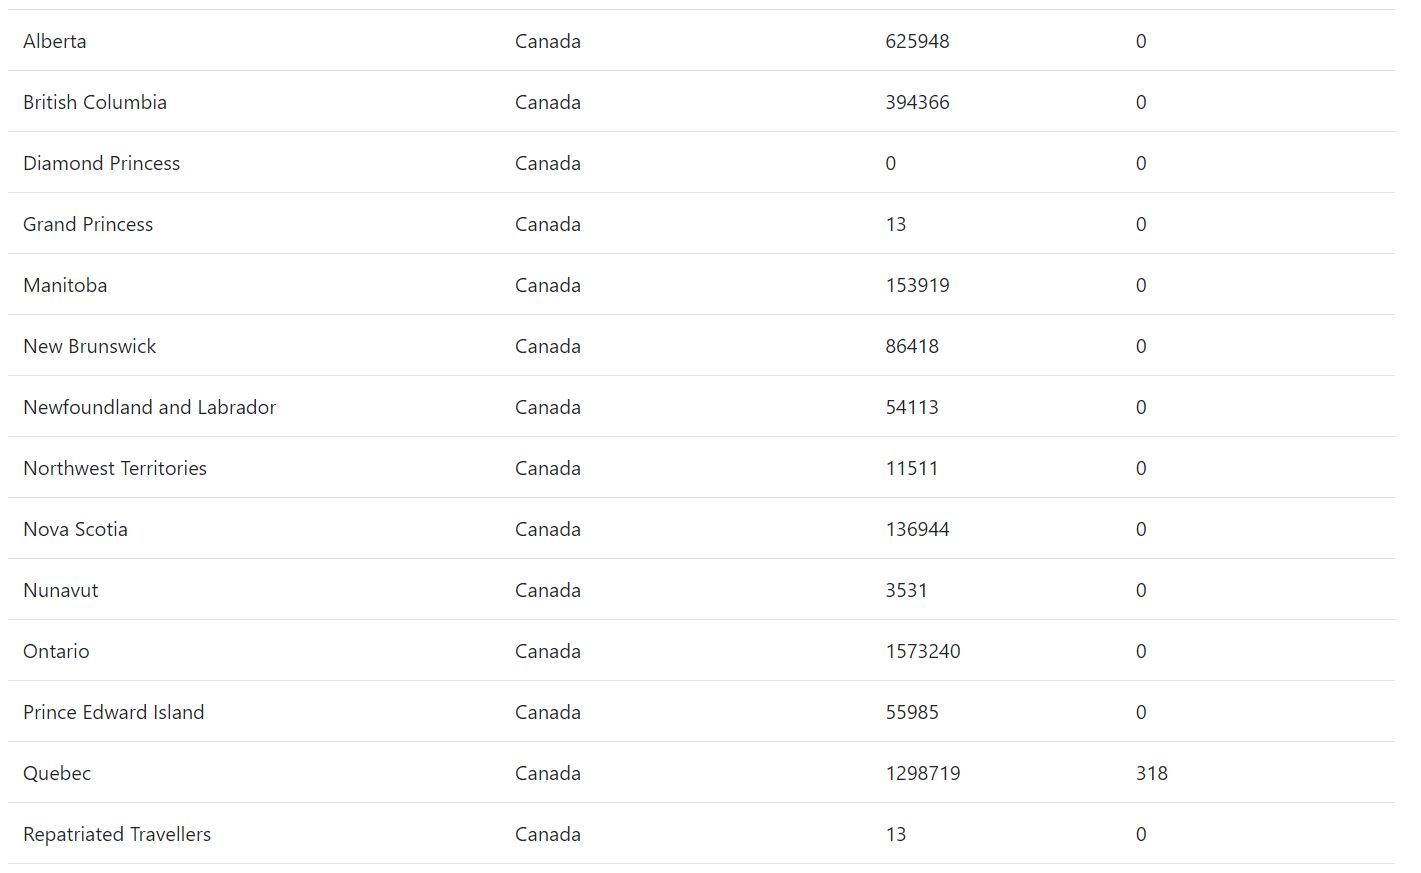 Alberta Canada 625948 0
British Columbia Canada 394366 0
Diamond Princess Canada 0 0
Grand Princess Canada 13 0
Manitoba Canada 153919 0
New Brunswick Canada 86418 0
Newfoundland and Labrador Canada 54113 0
Northwest Territories Canada 11511 0
Nova Scotia Canada 136944 0
Nunavut Canada 3531 0
Ontario Canada 1573240 0
Prince Edward Island Canada 55985 0
Quebec Canada 1298719 318
Repatriated Travellers Canada 13 0